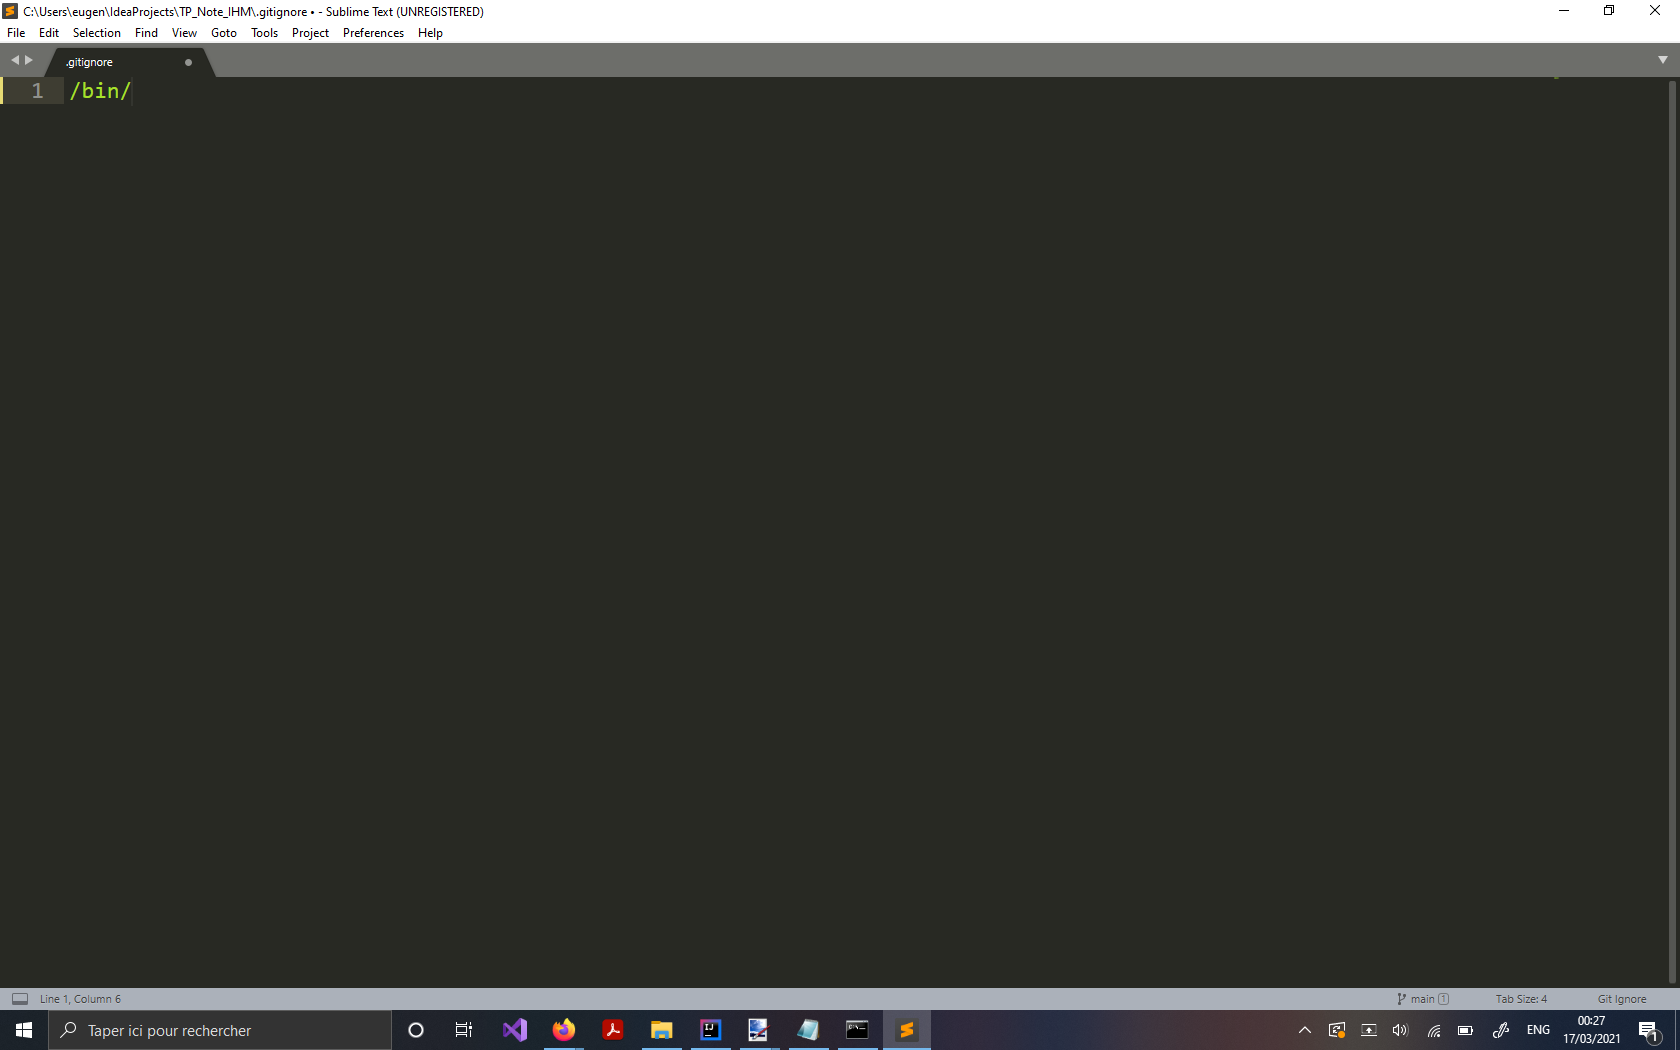 C:\Users\eugen\IdeaProjects\TP_Note_IHM\.gitignore • - Sublime Text (UNREGISTERED)
File Edit Selection Find View Goto Tools Project Preferences Help
.gitignore
1 /bin/
Line 1, Column 6 main 1 Tab Size: 4 Git Ignore
Taper ici pour rechercher ENG 00:27
17/03/2021 1